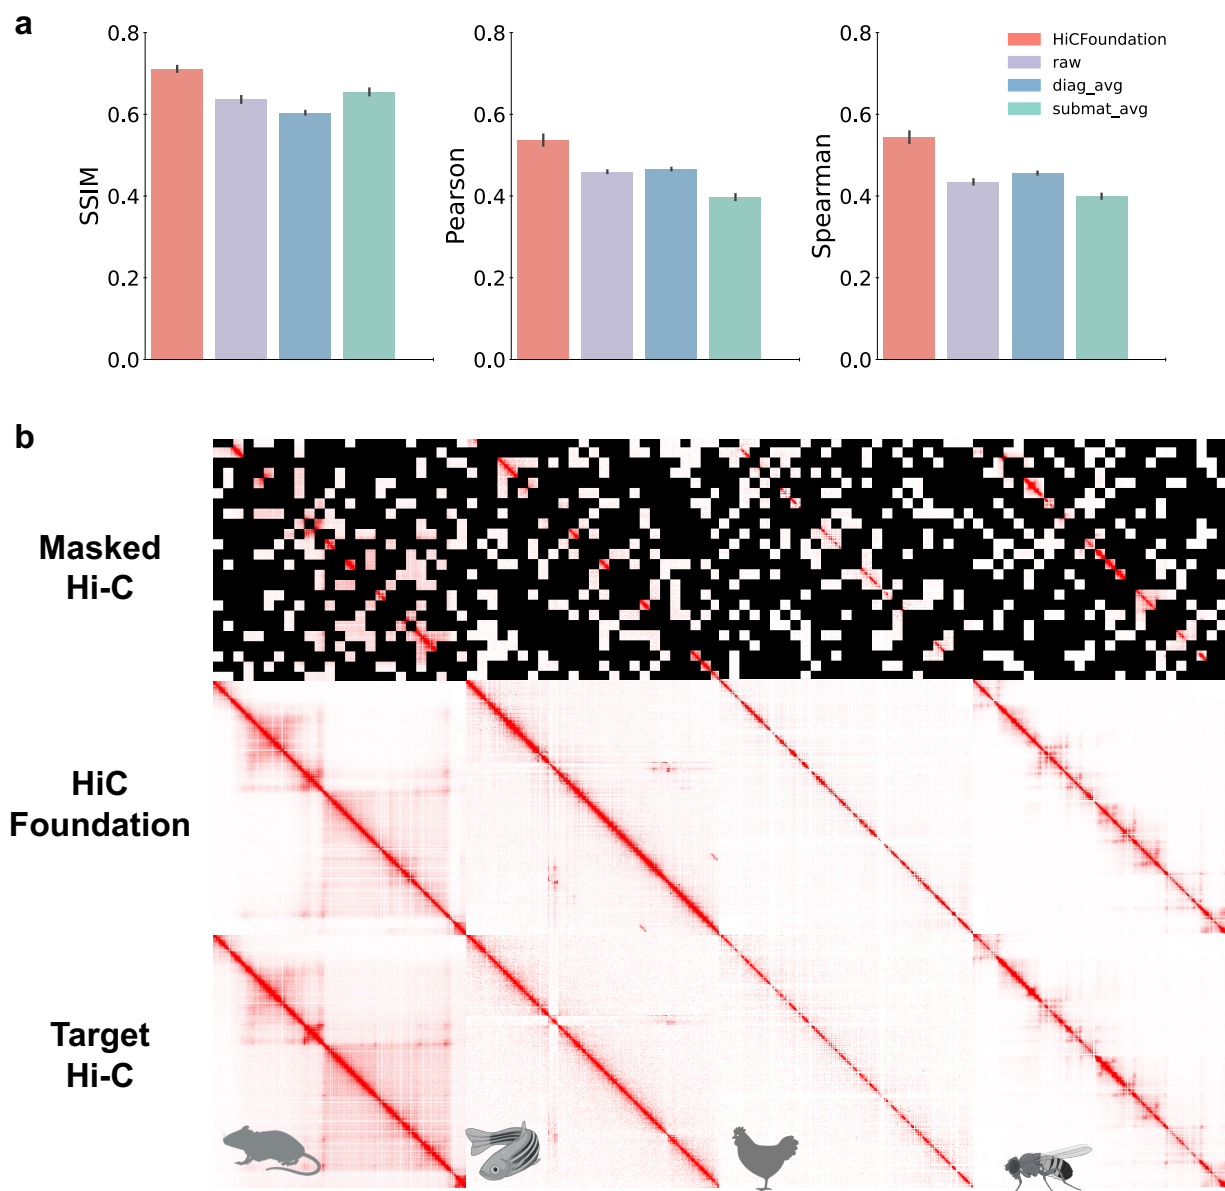 a
0.8
0.6
0.4
0.2
0.0
SSIM
0.8
0.6
0.4
0.2
0.0
Pearson
0.8
0.6
0.4
0.2
0.0
Spearman
HiCFoundation
raw
diag_avg
submat_avg
b
Masked
Hi-C
HiC
Foundation
Target
Hi-C